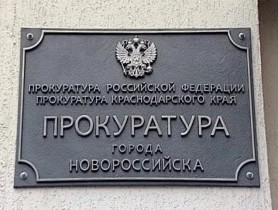 ПРОКУРАТУРА РОССИЙСКОЙ ФЕДЕРАЦИИ
ПРОКУРАТУРА КРАСНОДАРСКОГО КРАЯ
ПРОКУРАТУРА
ГОРОДА
НОВОРОССИЙСКА